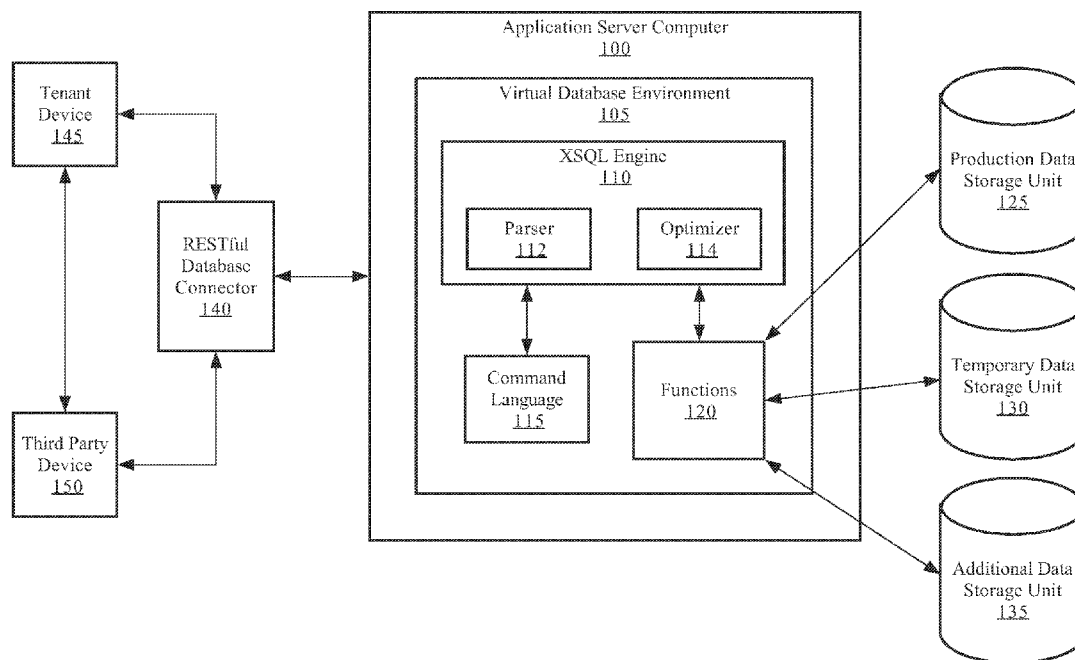 Application Server Computer
100
Tenant
Device
145
Virtual Database Environment
105
XSQL Engine
110
Parser
112
Optimizer
114
Production Data
Storage Unit
125
RESTful
Database
Connector
140
Command
Language
115
Functions
120
Temporary Data
Storage Unit
130
Third Party
Device
150
Additional Data
Storage Unit
135